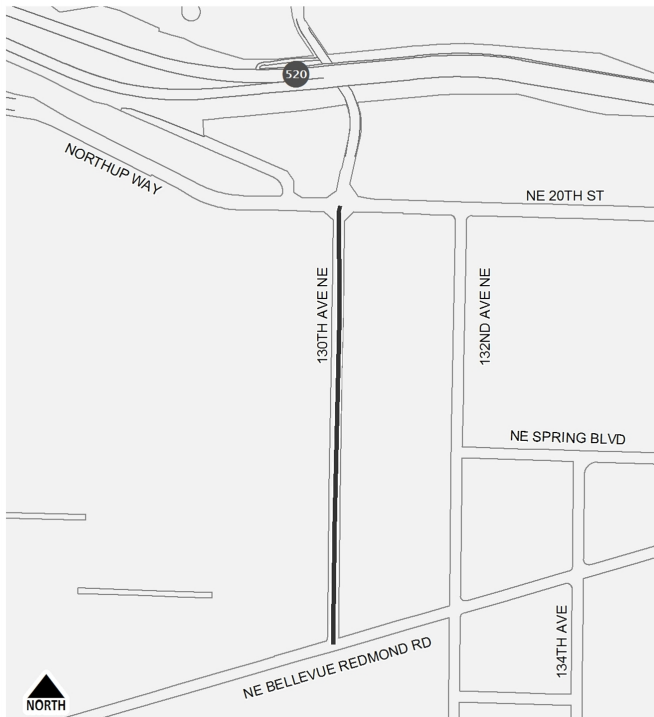 520
NORTHUP WAY
NE 20TH ST
130TH AVE NE
132ND AVE NE
NE SPRING BLVD
134TH AVE
NE BELLEVUE REDMOND RD
NORTH